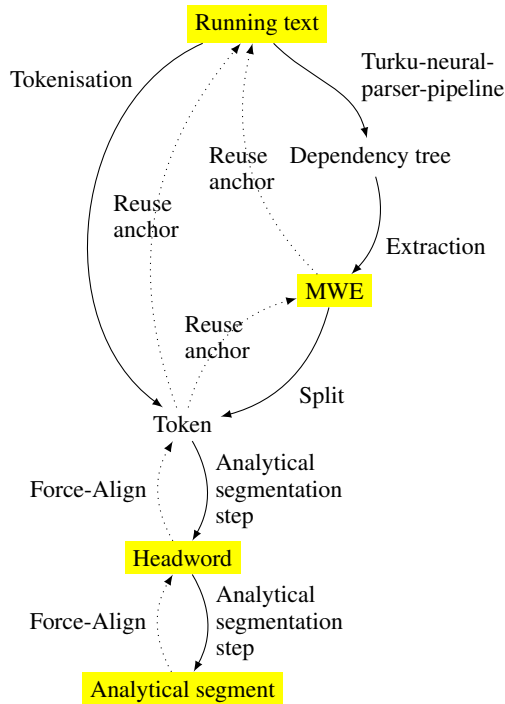 Running text
Tokenisation
Turku-neural-
parser-pipeline
Reuse
anchor
Dependency tree
Reuse
anchor
Extraction
MWE
Reuse
anchor
Split
Token
Force-Align
Analytical
segmentation
step
Headword
Force-Align
Analytical
segmentation
step
Analytical segment